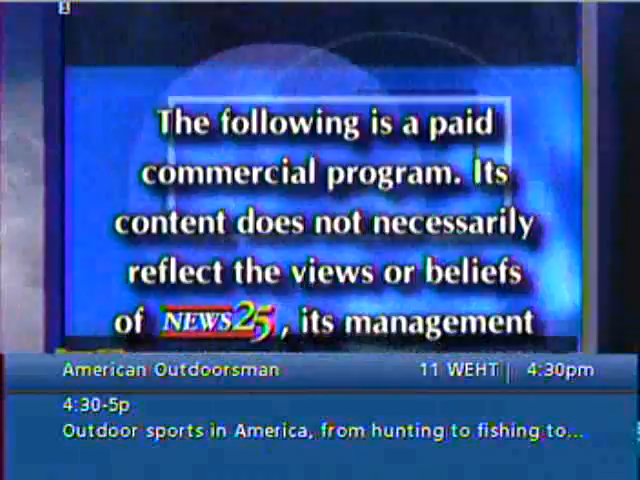 The following is a paid
commercial program. Its
content does not necessarily
reflect the views or beliefs
of NEWS25, its management
American Outdoorsman 11 WEHT | 4:30pm
4:30-5p
Outdoor sports in America, from hunting to fishing to...